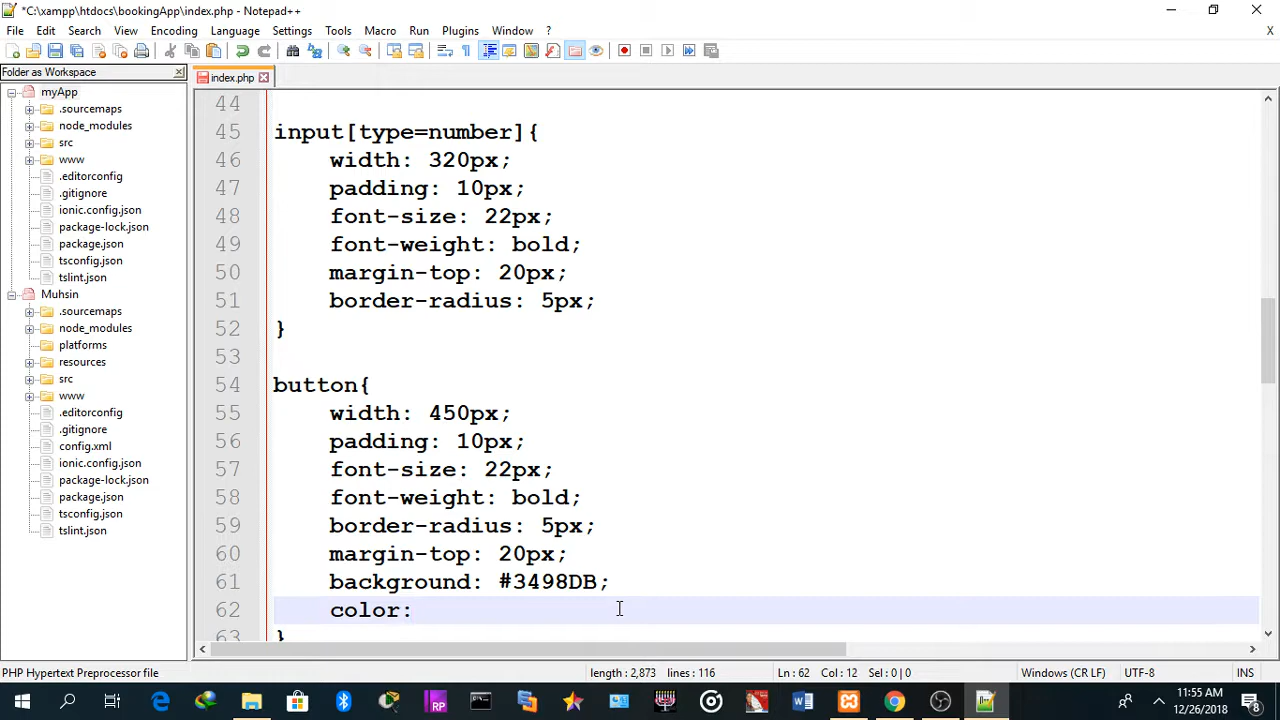 *C:\xampp\htdocs\bookingApp\index.php - Notepad++
File Edit Search View Encoding Language Settings Tools Macro Run Plugins Window ? X
Folder as Workspace
index.php
myApp
.sourcemaps
node_modules
src
www
.editorconfig
.gitignore
ionic.config.json
package-lock.json
package.json
tsconfig.json
tslint.json
Muhsin
.sourcemaps
node_modules
platforms
resources
src
www
.editorconfig
.gitignore
config.xml
ionic.config.json
package-lock.json
package.json
tsconfig.json
tslint.json
44
45 input[type=number]{
46 width: 320px;
47 padding: 10px;
48 font-size: 22px;
49 font-weight: bold;
50 margin-top: 20px;
51 border-radius: 5px;
52 }
53
54 button{
55 width: 450px;
56 padding: 10px;
57 font-size: 22px;
58 font-weight: bold;
59 border-radius: 5px;
60 margin-top: 20px;
61 background: #3498DB;
62 color:
63 }
PHP Hypertext Preprocessor file length : 2,873 lines : 116 Ln : 62 Col : 12 Sel : 0 | 0 Windows (CR LF) UTF-8 INS
RP
11:55 AM
12/26/2018
8